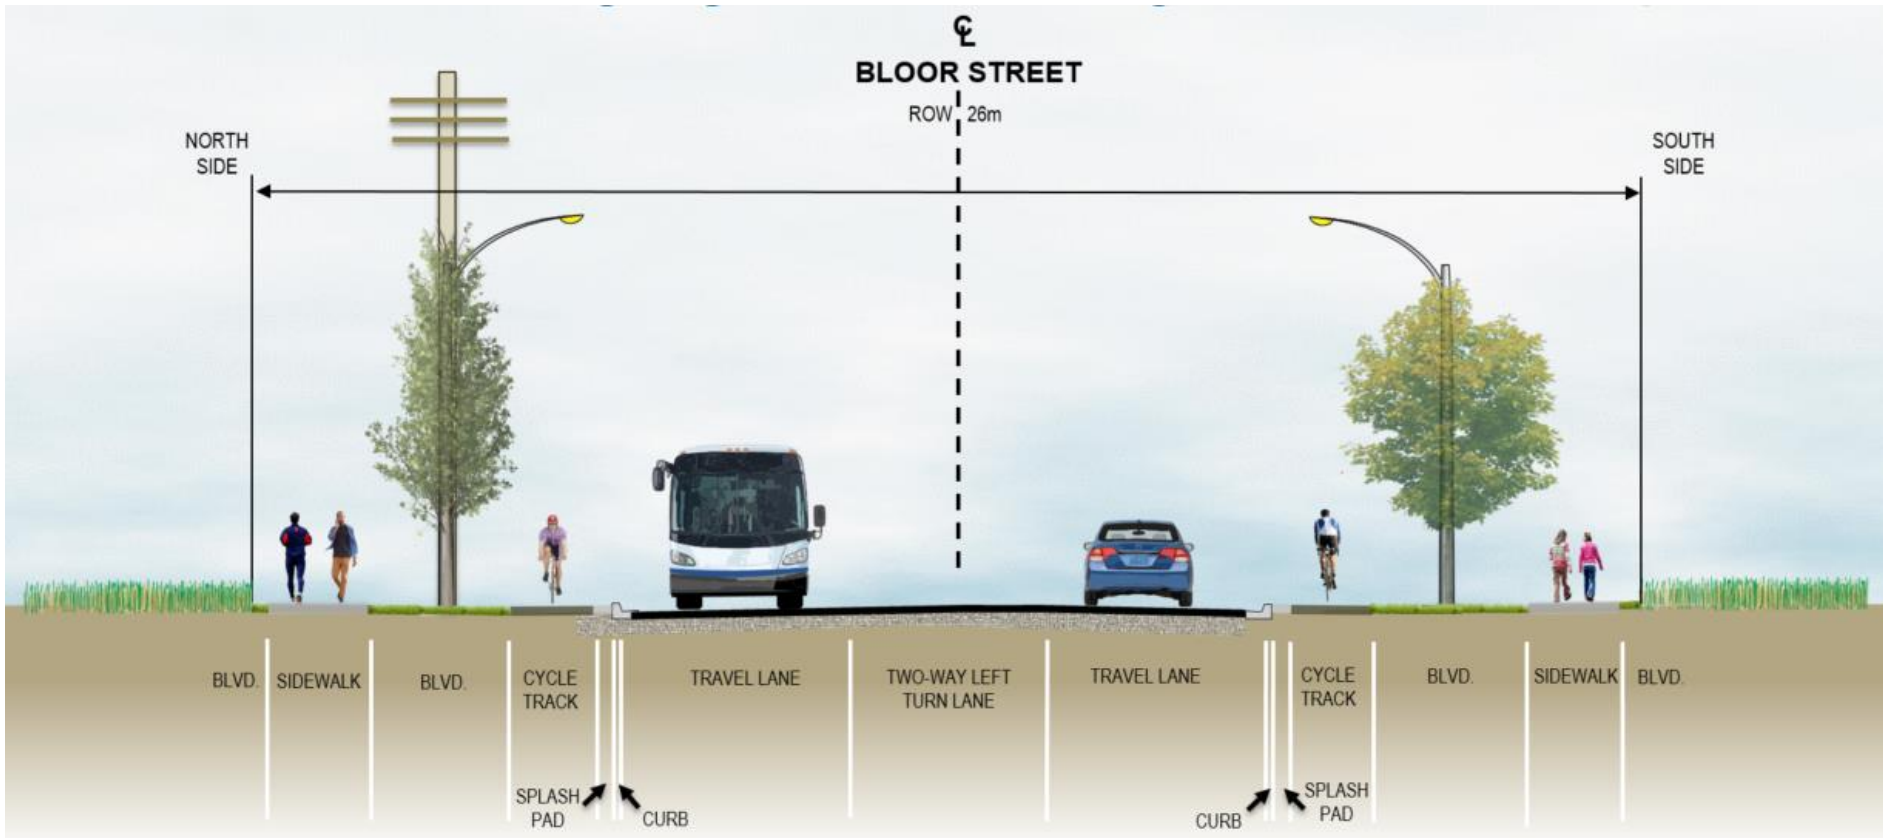 ℄
BLOOR STREET
ROW 26m
NORTH
SIDE
SOUTH
SIDE
BLVD.
SIDEWALK
BLVD.
CYCLE
TRACK
TRAVEL LANE
TWO-WAY LEFT
TURN LANE
TRAVEL LANE
CYCLE
TRACK
BLVD.
SIDEWALK
BLVD.
SPLASH
PAD
CURB
CURB
SPLASH
PAD